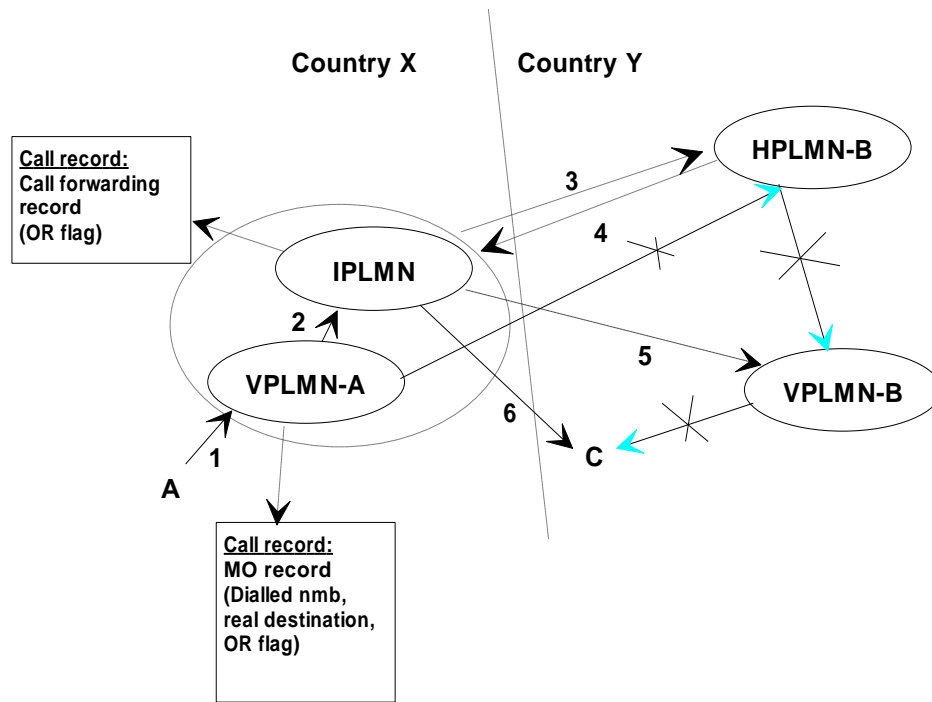 Country X
Country Y
HPLMN-B
Call record:
Call forwarding
record
(OR flag)
3
4
IPLMN
2
5
VPLMN-A
VPLMN-B
6
1
C
A
Call record:
MO record
(Dialled nmb,
real destination,
OR flag)